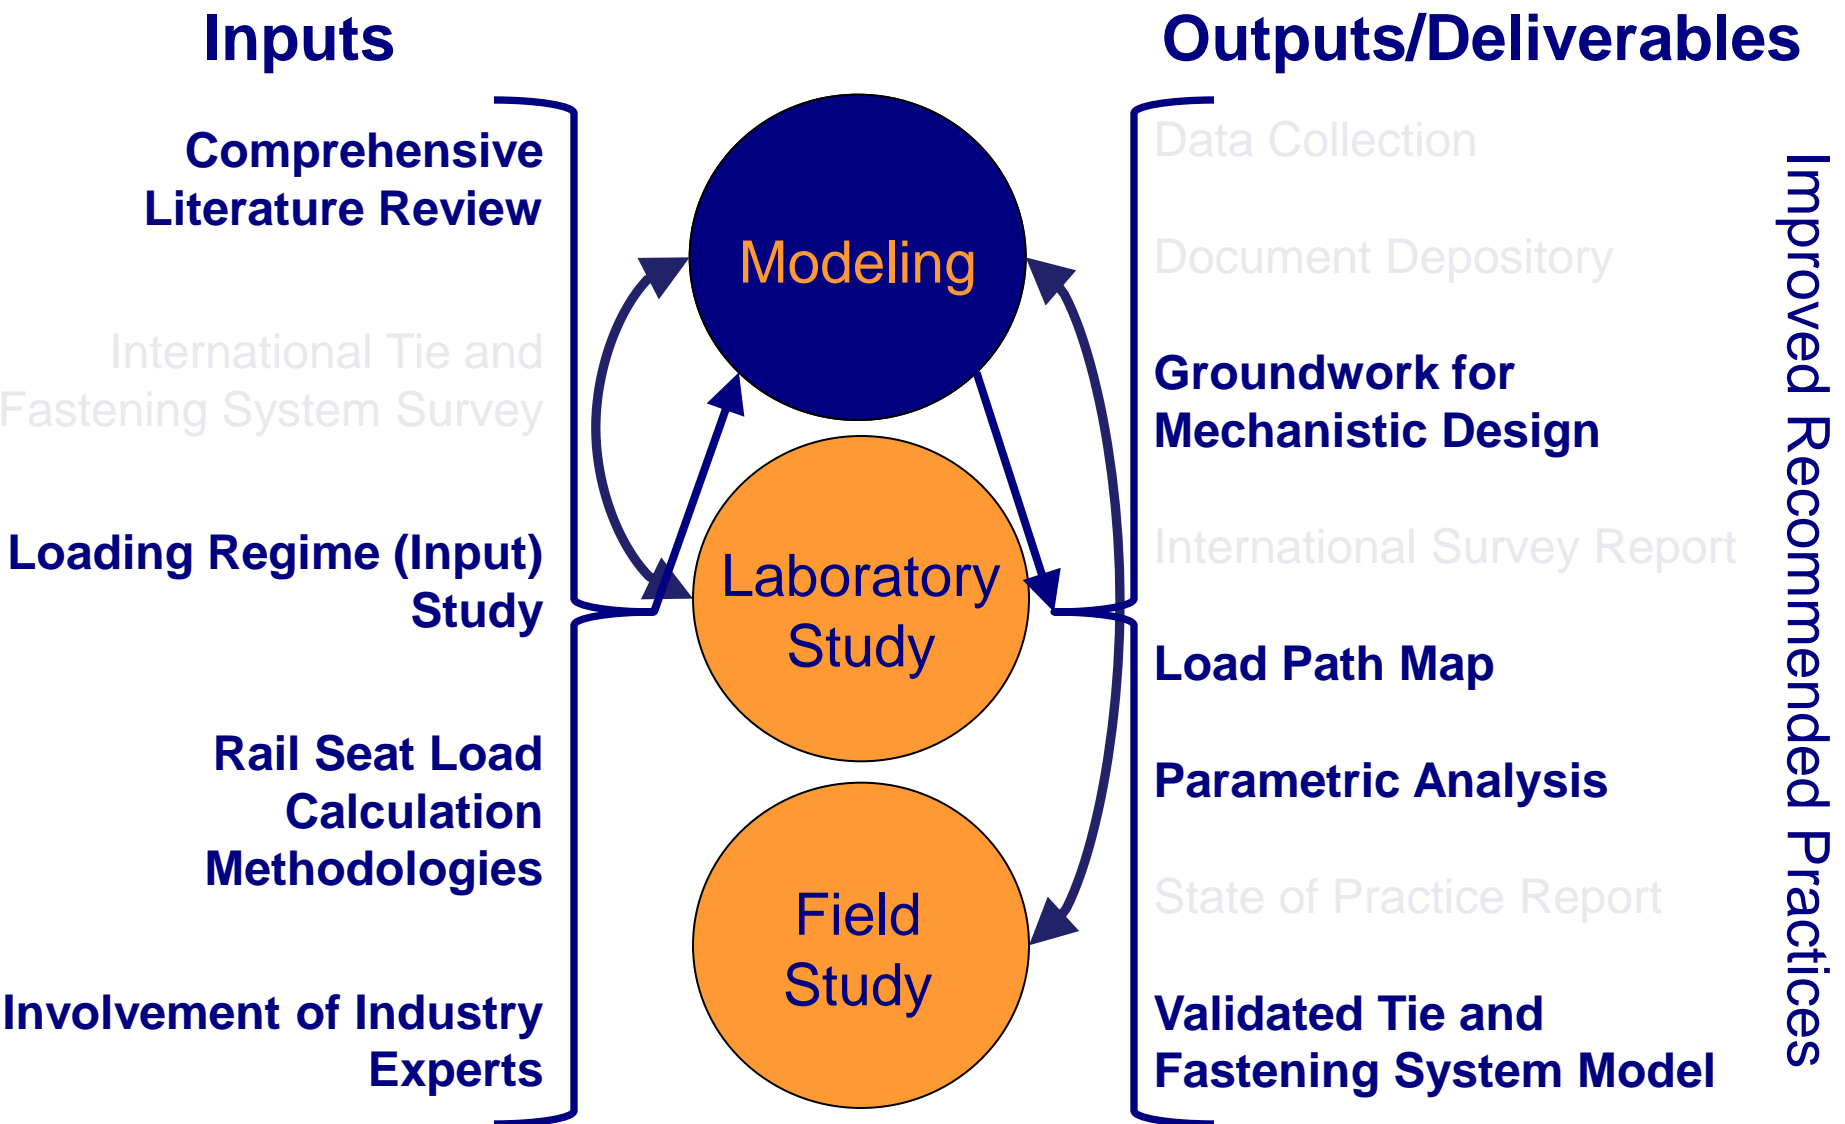 Inputs
Comprehensive
Literature Review
International Tie and
Fastening System Survey
Loading Regime (Input)
Study
Rail Seat Load
Calculation
Methodologies
Involvement of Industry
Experts
Modeling
Laboratory
Study
Field
Study
Outputs/Deliverables
Data Collection
Document Depository
Groundwork for
Mechanistic Design
International Survey Report
Load Path Map
Parametric Analysis
State of Practice Report
Validated Tie and
Fastening System Model
Improved Recommended Practices